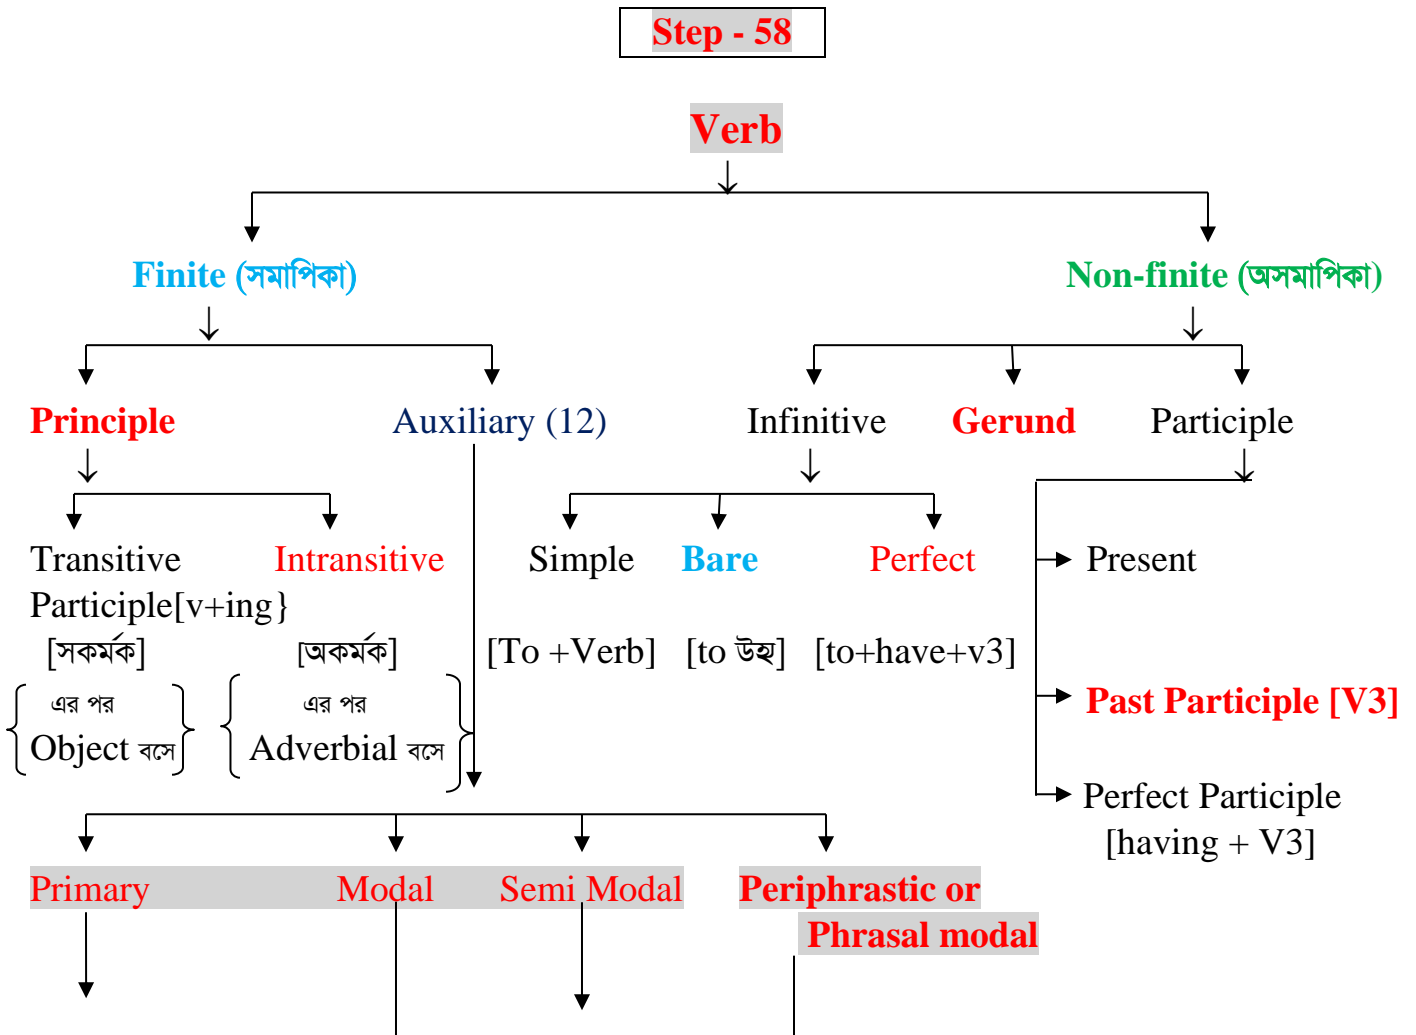 Step - 58
Verb
Finite (সমাপিকা)
Non-finite (অসমাপিকা)
Principle
Auxiliary (12)
Infinitive
Gerund
Participle
Transitive
Intransitive
Simple
Bare
Perfect
Present
Participle[v+ing}
[সকর্মক]
[অকর্মক]
[To +Verb]
[to উহ্য]
[to+have+v3]
এর পর
Object বসে
এর পর
Adverbial বসে
Past Participle [V3]
Perfect Participle
[having + V3]
Primary
Modal
Semi Modal
Periphrastic or
Phrasal modal